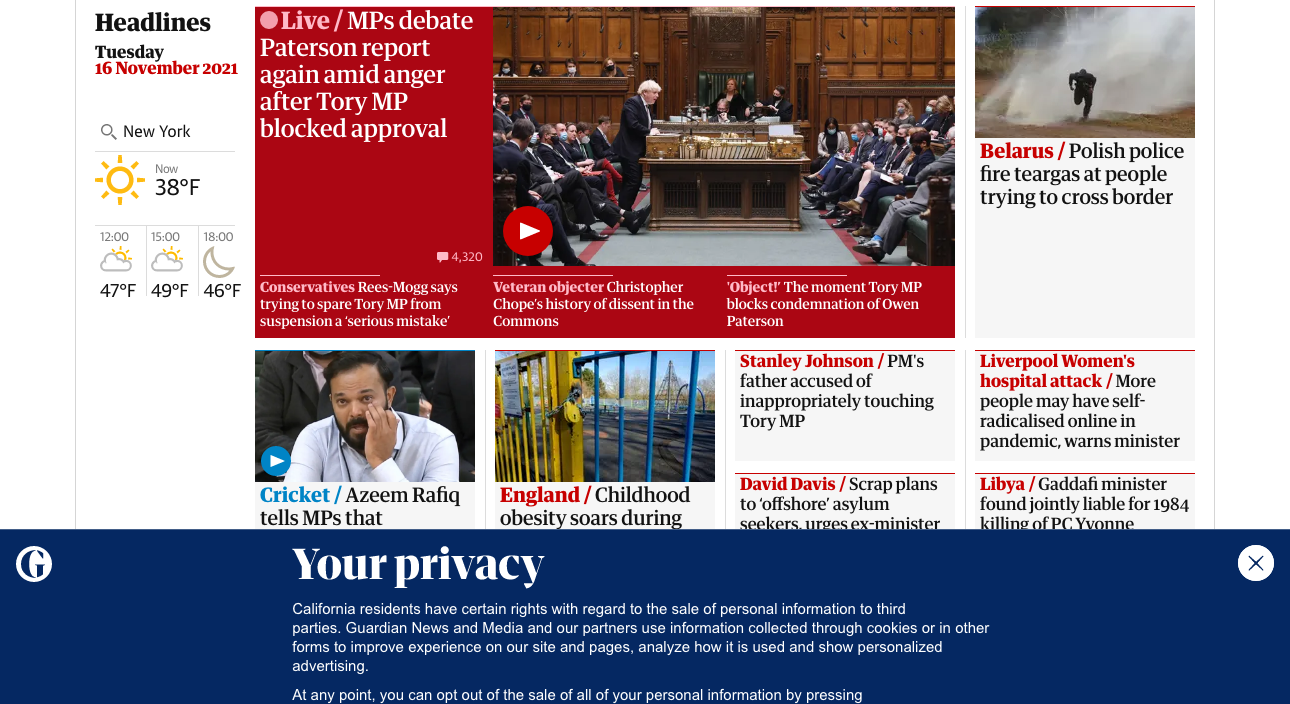 Headlines
Tuesday
16 November 2021
New York
Now
38°F
12:00
47°F
15:00
49°F
18:00
46°F
Live / MPs debate
Paterson report
again amid anger
after Tory MP
blocked approval
4,320
Conservatives Rees-Mogg says
trying to spare Tory MP from
suspension a ‘serious mistake’
Veteran objecter Christopher
Chope’s history of dissent in the
Commons
'Object!’ The moment Tory MP
blocks condemnation of Owen
Paterson
Belarus / Polish police
fire teargas at people
trying to cross border
Cricket / Azeem Rafiq
tells MPs that
England / Childhood
obesity soars during
Stanley Johnson / PM’s
father accused of
inappropriately touching
Tory MP
David Davis / Scrap plans
to ‘offshore’ asylum
seekers, urges ex-minister
Liverpool Women's
hospital attack / More
people may have self-
radicalised online in
pandemic, warns minister
Libya / Gaddafi minister
found jointly liable for 1984
killing of PC Yvonne
Your privacy
California residents have certain rights with regard to the sale of personal information to third
parties. Guardian News and Media and our partners use information collected through cookies or in other
forms to improve experience on our site and pages, analyze how it is used and show personalized
advertising.
At any point, you can opt out of the sale of all of your personal information by pressing